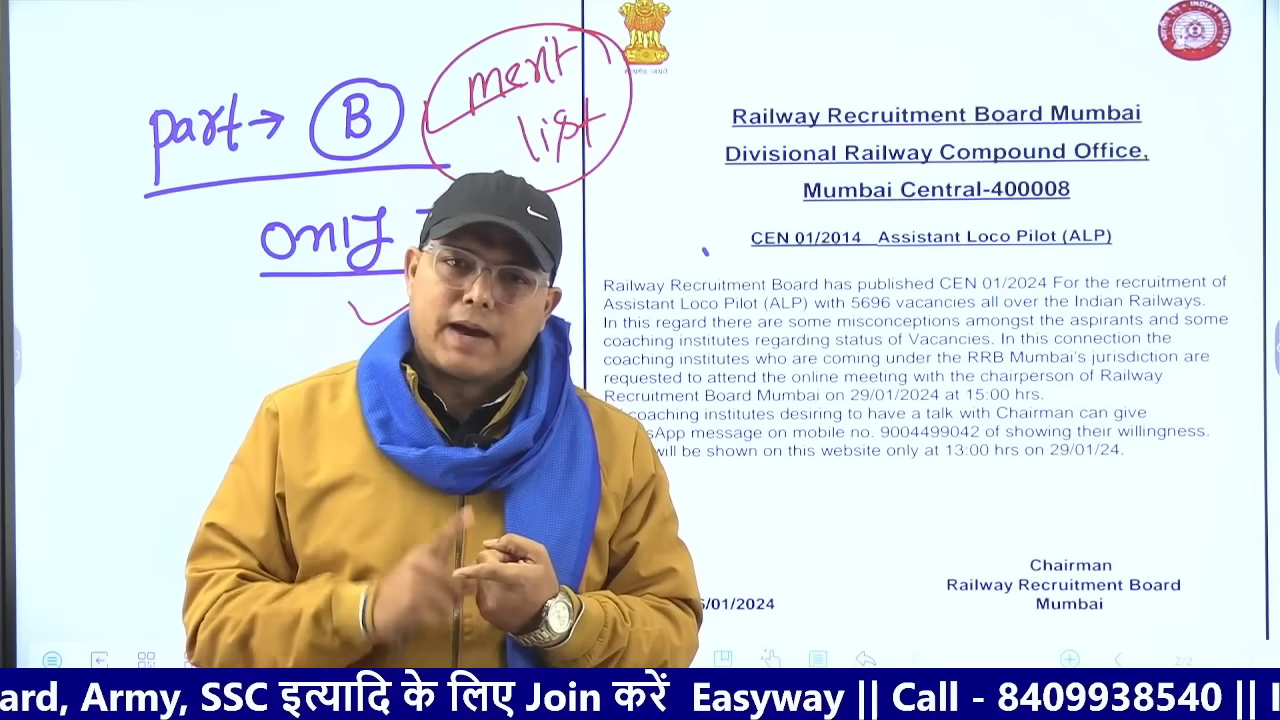 part → B
merit
list
only
Railway Recruitment Board Mumbai
Divisional Railway Compound Office,
Mumbai Central-400008
CEN 01/2014 Assistant Loco Pilot (ALP)
Railway Recruitment Board has published CEN 01/2024 For the recruitment of
Assistant Loco Pilot (ALP) with 5696 vacancies all over the Indian Railways.
In this regard there are some misconceptions amongst the aspirants and some
coaching institutes regarding status of Vacancies. In this connection the
coaching institutes who are coming under the RRB Mumbai's jurisdiction are
requested to attend the online meeting with the chairperson of Railway
Recruitment Board Mumbai on 29/01/2024 at 15:00 hrs.
coaching institutes desiring to have a talk with Chairman can give
sApp message on mobile no. 9004499042 of showing their willingness.
will be shown on this website only at 13:00 hrs on 29/01/24.
Chairman
Railway Recruitment Board
Mumbai
6/01/2024
2/2
ard, Army, SSC इत्यादि के लिए Join करें Easyway || Call - 8409938540 ||